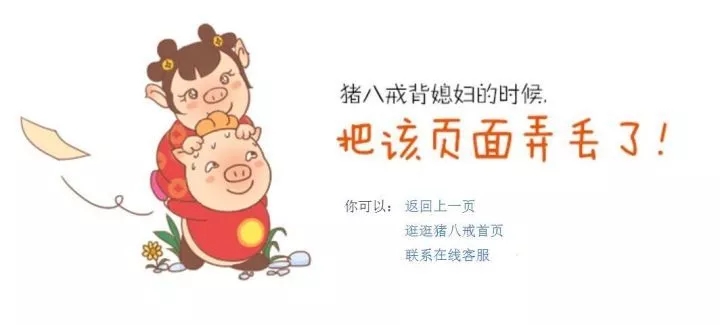 猪八戒背媳妇的时候,
把该页面弄丢了！
你可以： 返回上一页
逛逛猪八戒首页
联系在线客服